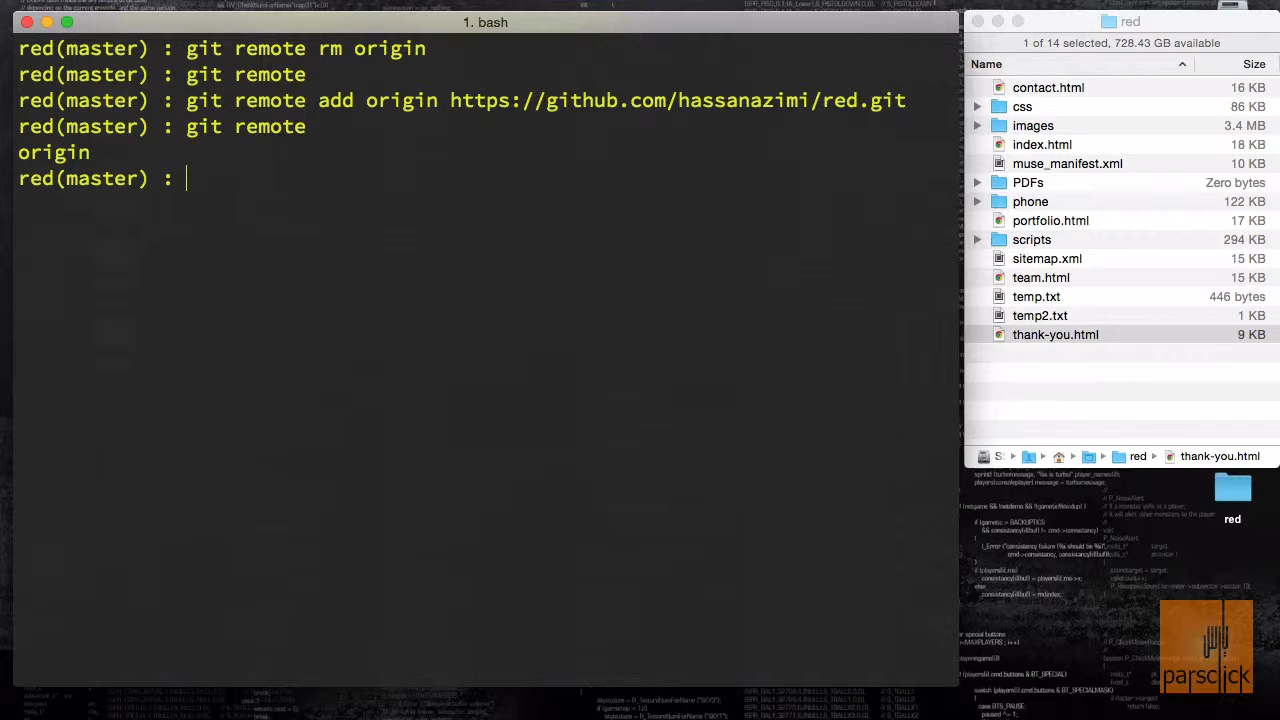 1. bash
red(master) : git remote rm origin
red(master) : git remote
red(master) : git remote add origin https://github.com/hassanazimi/red.git
red(master) : git remote
origin
red(master) :
red
1 of 14 selected, 728.43 GB available
Name Size
contact.html 16 KB
css 86 KB
images 3.4 MB
index.html 18 KB
muse_manifest.xml 10 KB
PDFs Zero bytes
phone 122 KB
portfolio.html 17 KB
scripts 294 KB
sitemap.xml 15 KB
team.html 15 KB
temp.txt 446 bytes
temp2.txt 1 KB
thank-you.html 9 KB
red thank-you.html
red
parsclick